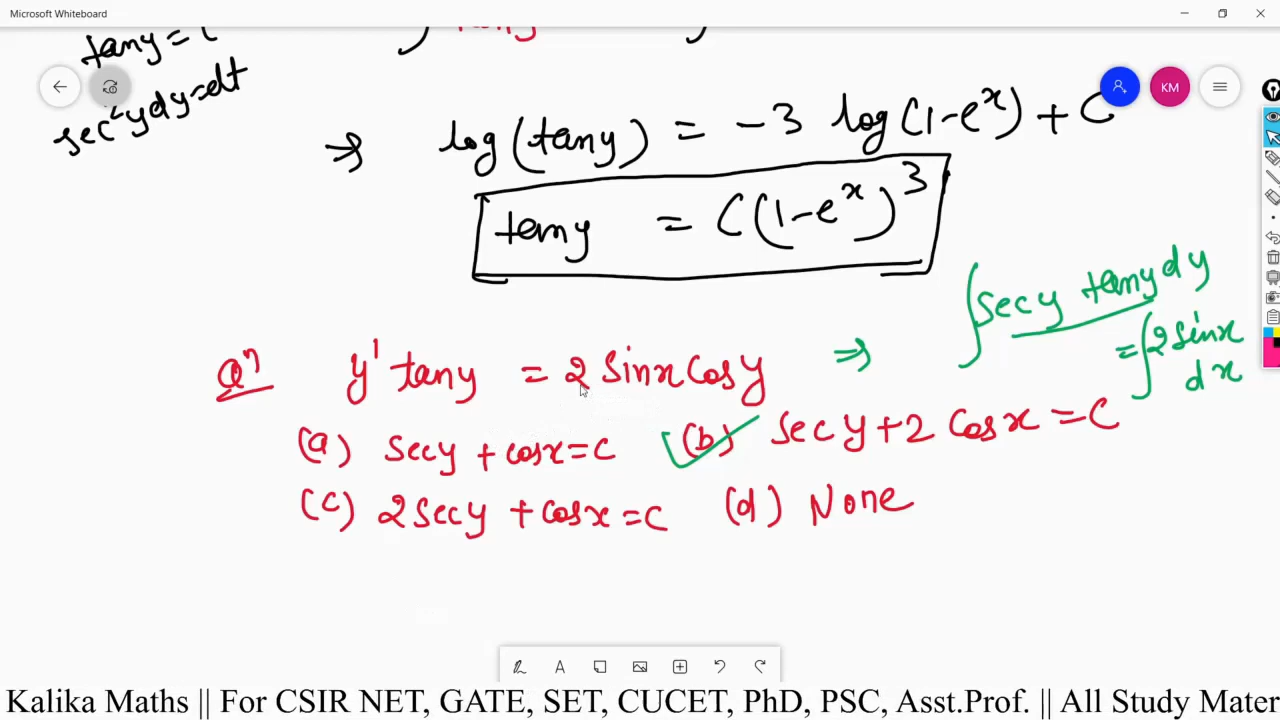 Microsoft Whiteboard
tany =
sec²y dy = dt
KM
⇒ log(tany) = -3 log(1-eˣ) + C
tany = C(1-eˣ)³
∫secy tany dy
= ∫2 sinx dx
Qⁿ y' tany = 2 sinx cosy ⇒
(a) secy + cosx = c (b) secy + 2 cosx = C
(c) 2secy + cosx = c (d) None
Kalika Maths || For CSIR NET, GATE, SET, CUCET, PhD, PSC, Asst.Prof. || All Study Mater